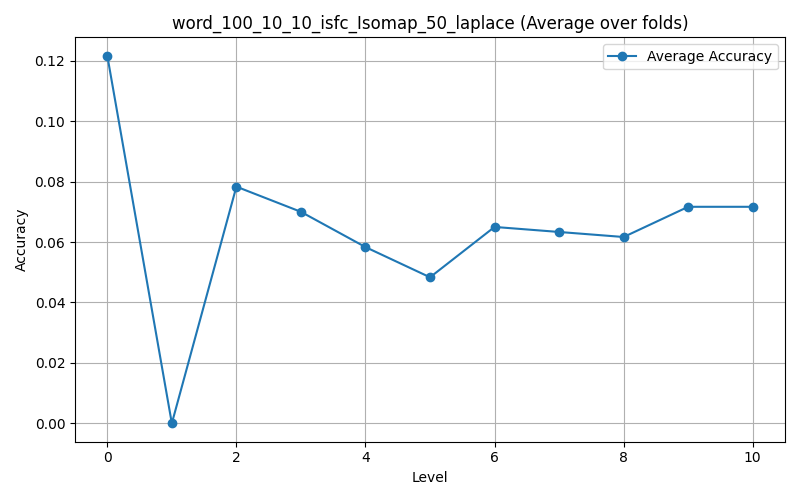 word_100_10_10_isfc_Isomap_50_laplace (Average over folds)
Average Accuracy
0.12
0.10
0.08
0.06
0.04
0.02
0.00
Accuracy
0 2 4 6 8 10
Level